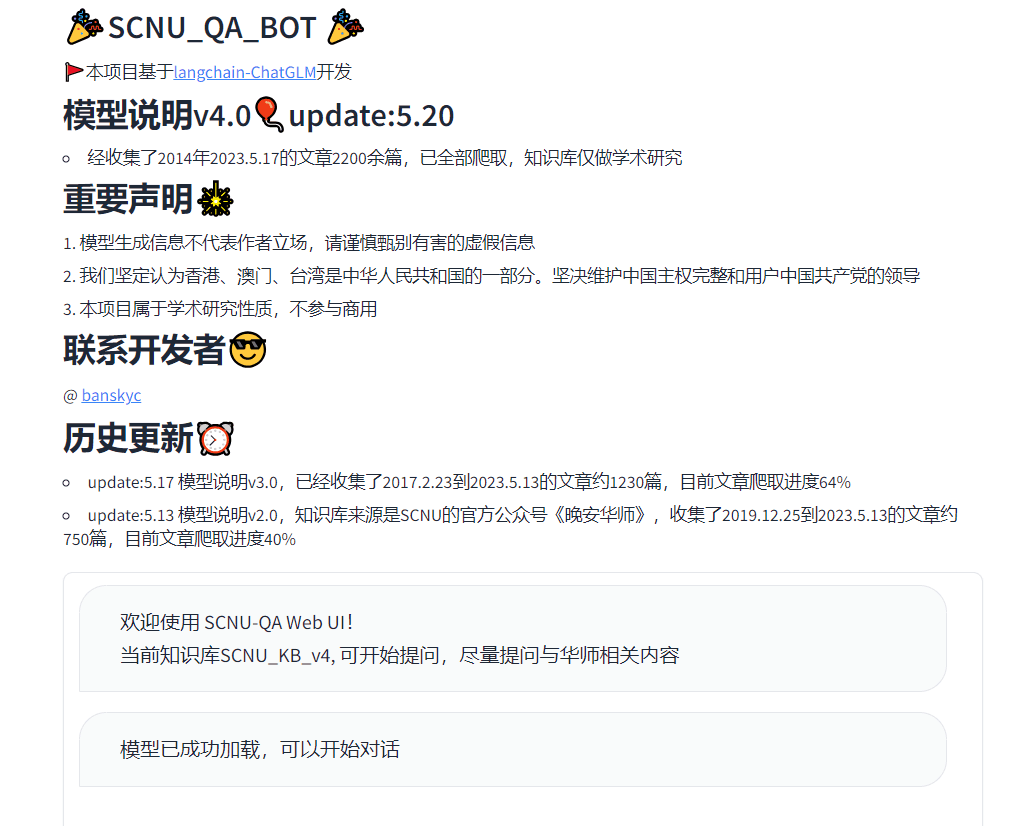 🎉SCNU_QA_BOT 🎉
🚩本项目基于langchain-ChatGLM开发
模型说明v4.0🎈update:5.20
经收集了2014年2023.5.17的文章2200余篇，已全部爬取，知识库仅做学术研究
重要声明
1. 模型生成信息不代表作者立场，请谨慎甄别有害的虚假信息
2. 我们坚定认为香港、澳门、台湾是中华人民共和国的一部分。坚决维护中国主权完整和用户中国共产党的领导
3. 本项目属于学术研究性质，不参与商用
联系开发者😎
@ banskyc
历史更新⏰
update:5.17 模型说明v3.0，已经收集了2017.2.23到2023.5.13的文章约1230篇，目前文章爬取进度64%
update:5.13 模型说明v2.0，知识库来源是SCNU的官方公众号《晚安华师》，收集了2019.12.25到2023.5.13的文章约
750篇，目前文章爬取进度40%
欢迎使用 SCNU-QA Web UI！
当前知识库SCNU_KB_v4, 可开始提问，尽量提问与华师相关内容
模型已成功加载，可以开始对话